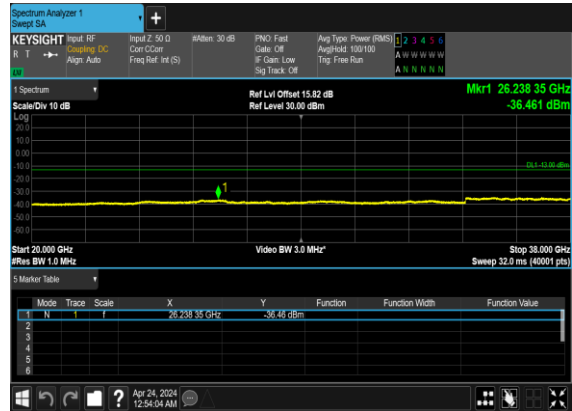 Spectrum Analyzer 1
Swept SA
+
KEYSIGHT Input: RF Input Z: 50 Ω #Atten: 30 dB PNO: Fast Avg Type: Power (RMS) 1 2 3 4 5 6
R T Coupling: DC Corr CCorr Gate: Off Avg|Hold: 100/100 A W W W W W
Align: Auto Freq Ref: Int (S) IF Gain: Low Trig: Free Run
Sig Track: Off A N N N N N
1 Spectrum Ref Lvl Offset 15.82 dB Mkr1 26.238 35 GHz
Scale/Div 10 dB Ref Level 30.00 dBm -36.461 dBm
Log
20.0
10.0
0.00
-10.0 DL1 -13.00 dBm
-20.0
-30.0 1
-40.0
-50.0
-60.0
Start 20.000 GHz Video BW 3.0 MHz* Stop 38.000 GHz
#Res BW 1.0 MHz Sweep 32.0 ms (40001 pts)
5 Marker Table
Mode Trace Scale X Y Function Function Width Function Value
1 N 1 f 26.238 35 GHz -36.46 dBm
2
3
4
5
6
? Apr 24, 2024
12:54:04 AM